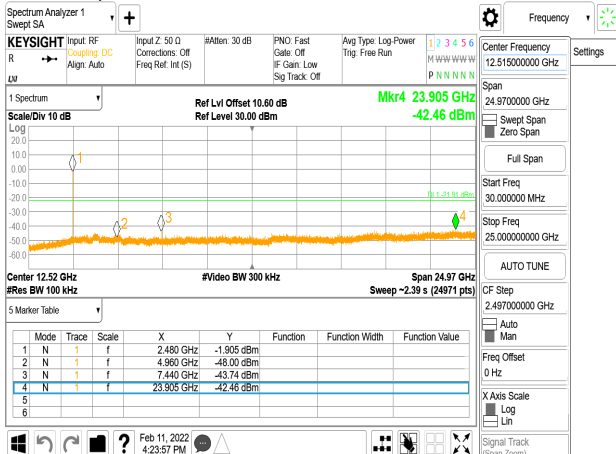 Spectrum Analyzer 1
Swept SA
Frequency
Settings
KEYSIGHT
R
Input: RF
Coupling: DC
Align: Auto
Input Z: 50 Ω
Corrections: Off
Freq Ref: Int (S)
#Atten: 30 dB
PNO: Fast
Gate: Off
IF Gain: Low
Sig Track: Off
Avg Type: Log-Power
Trig: Free Run
1 2 3 4 5 6
M W W W W W
P N N N N N
1 Spectrum
Scale/Div 10 dB
Ref Lvl Offset 10.60 dB
Ref Level 30.00 dBm
Mkr4 23.905 GHz
-42.46 dBm
Log
20.0
10.0
0.00
-10.0
-20.0
-30.0
-40.0
-50.0
-60.0
1
2
3
4
DL1 -21.91 dBm
Center 12.52 GHz
#Video BW 300 kHz
Span 24.97 GHz
#Res BW 100 kHz
Sweep ~2.39 s (24971 pts)
5 Marker Table
Mode Trace Scale X Y Function Function Width Function Value
1 N 1 f 2.480 GHz -1.905 dBm
2 N 1 f 4.960 GHz -48.00 dBm
3 N 1 f 7.440 GHz -43.74 dBm
4 N 1 f 23.905 GHz -42.46 dBm
5
6
Feb 11, 2022
4:23:57 PM
Center Frequency
12.515000000 GHz
Span
24.9700000 GHz
Swept Span
Zero Span
Full Span
Start Freq
30.000000 MHz
Stop Freq
25.000000000 GHz
AUTO TUNE
CF Step
2.497000000 GHz
Auto
Man
Freq Offset
0 Hz
X Axis Scale
Log
Lin
Signal Track
(Span Zoom)